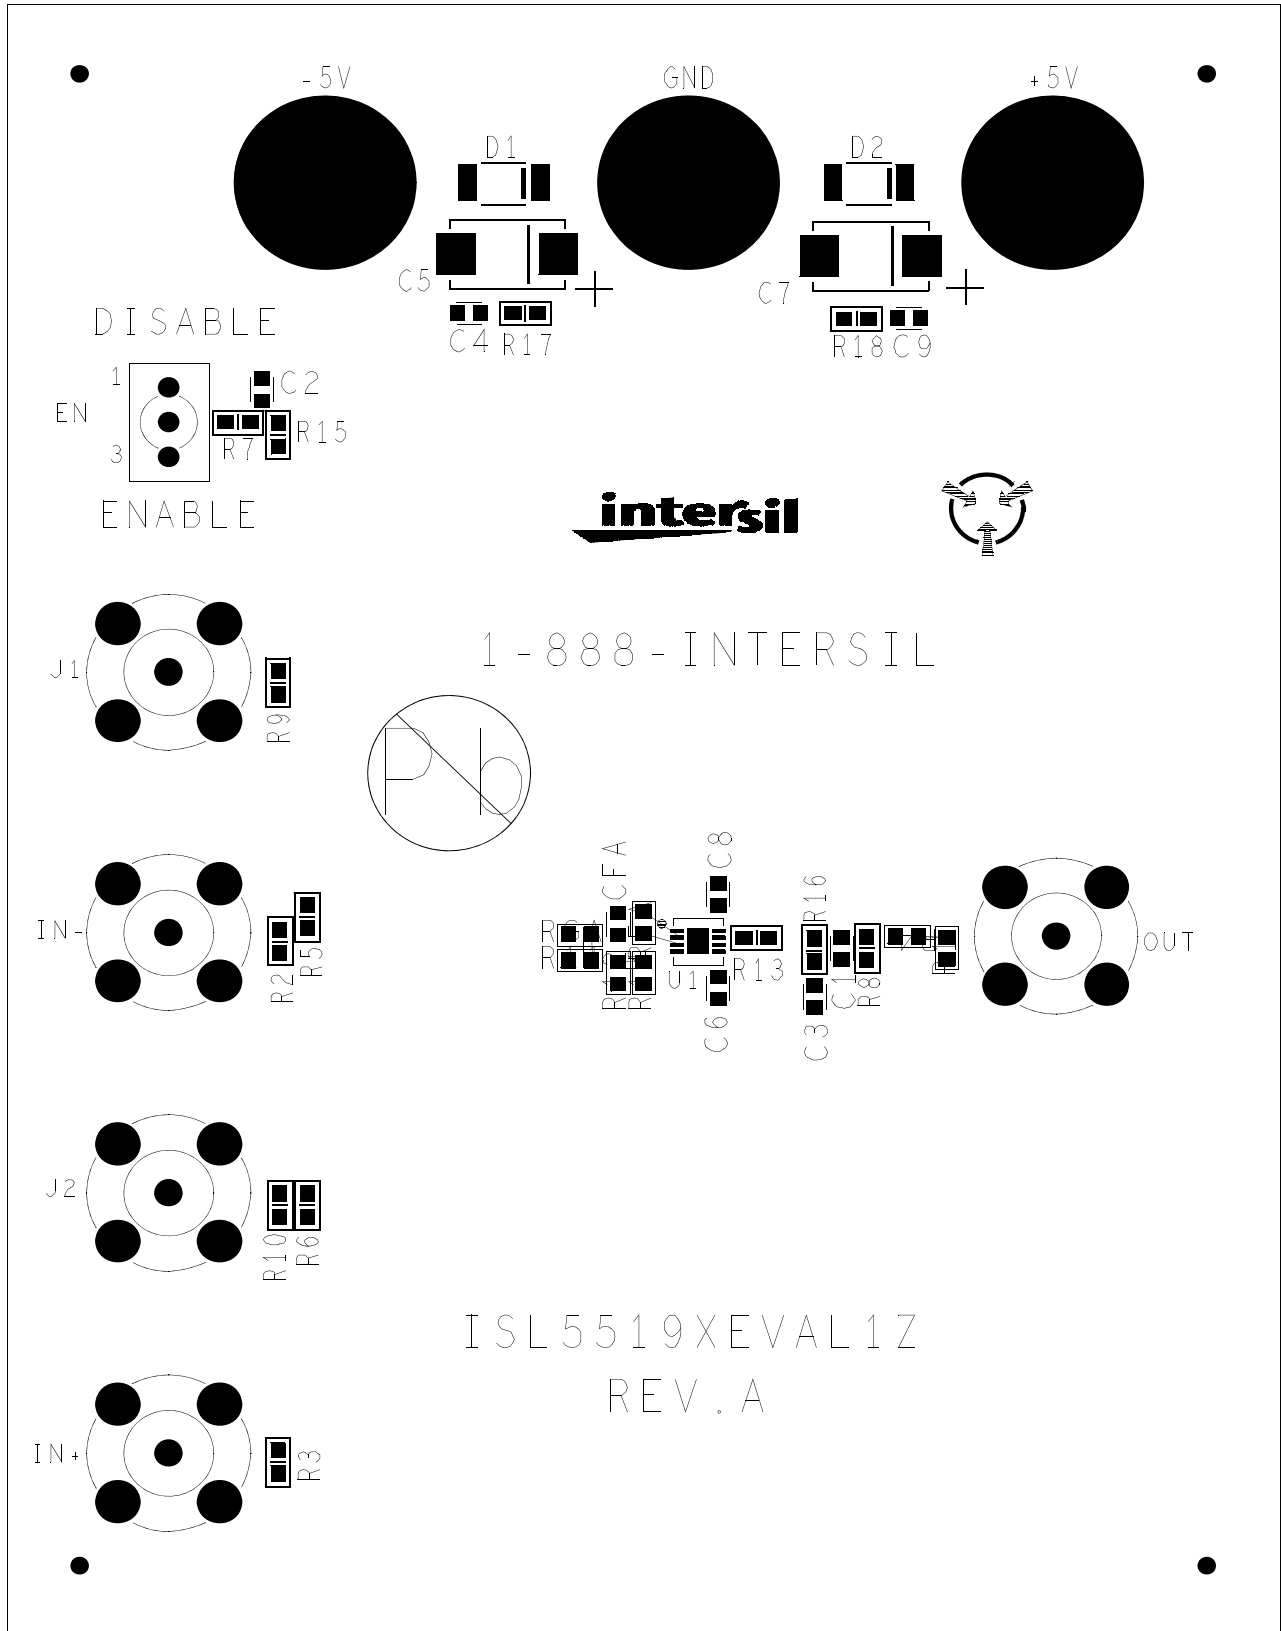 -5V
GND
+5V
D1
D2
C5
C7
C4
R17
R18
C9
DISABLE
1
C2
EN
R7
R15
3
ENABLE
intersil
J1
1-888-INTERSIL
R9
Pb
CFA
C8
R16
IN-
R5
R2
U1
R13
C6
C3
C1
R8
OUT
J2
R10
R6
ISL5519XEVAL1Z
REV.A
IN+
R3